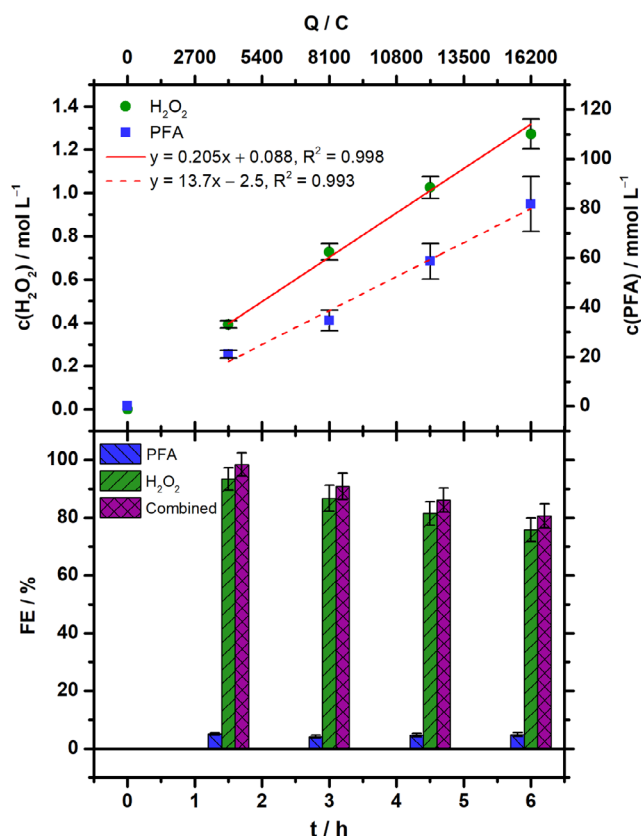 Q / C
0 2700 5400 8100 10800 13500 16200
H₂O₂
PFA
y = 0.205x + 0.088, R² = 0.998
y = 13.7x – 2.5, R² = 0.993
c(H₂O₂) / mol L⁻¹
1.4
1.2
1.0
0.8
0.6
0.4
0.2
0.0
c(PFA) / mmol L⁻¹
120
100
80
60
40
20
0
PFA
H₂O₂
Combined
FE / %
100
80
60
40
20
0
0 1 2 3 4 5 6
t / h